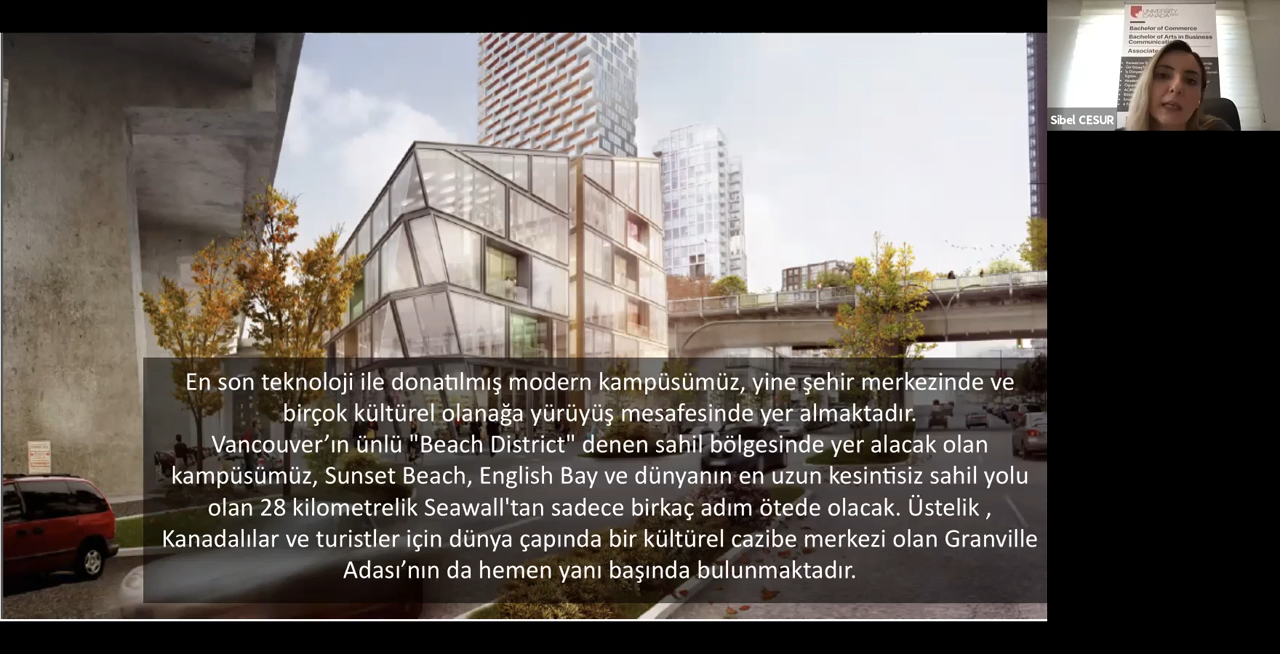 En son teknoloji ile donatılmış modern kampüsümüz, yine şehir merkezinde ve
birçok kültürel olanağa yürüyüş mesafesinde yer almaktadır.
Vancouver’ın ünlü "Beach District" denen sahil bölgesinde yer alacak olan
kampüsümüz, Sunset Beach, English Bay ve dünyanın en uzun kesintisiz sahil yolu
olan 28 kilometrelik Seawall'tan sadece birkaç adım ötede olacak. Üstelik ,
Kanadalılar ve turistler için dünya çapında bir kültürel cazibe merkezi olan Granville
Adası’nın da hemen yanı başında bulunmaktadır.
UNIVERSITY
CANADA
Bachelor of Commerce
Bachelor of Arts in Business
Associate
Sibel CESUR